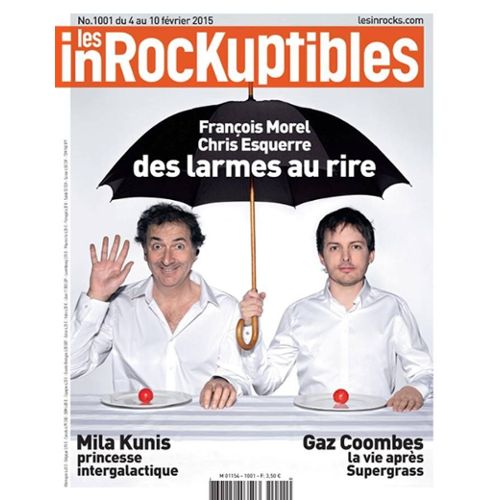 No.1001 du 4 au 10 février 2015
lesinrocks.com
les
inRocKuptibles
François Morel
Chris Esquerre
des larmes au rire
Mila Kunis
princesse
intergalactique
Gaz Coombes
la vie après
Supergrass
M 01154 - 1001 - F: 3,50 €